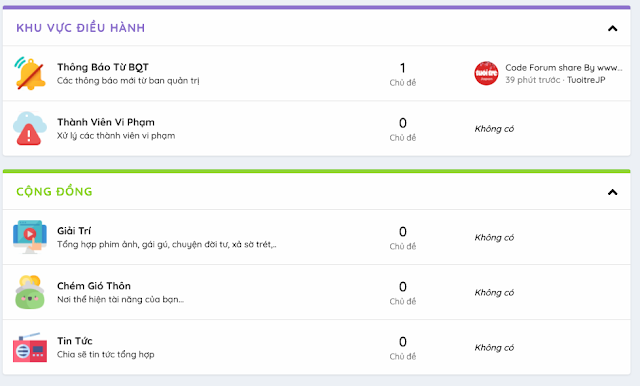 KHU VỰC ĐIỀU HÀNH
Thông Báo Từ BQT
Các thông báo mới từ ban quản trị
1
Chủ đề
Code Forum share By www...
39 phút trước · TuoitreJP
Thành Viên Vi Phạm
Xử lý các thành viên vi phạm
0
Chủ đề
Không có
CỘNG ĐỒNG
Giải Trí
Tổng hợp phim ảnh, gái gú, chuyện đời tư, xả sờ trét,..
0
Chủ đề
Không có
Chém Gió Thôn
Nơi thể hiện tài năng của bạn...
0
Chủ đề
Không có
Tin Tức
Chia sẽ tin tức tổng hợp
0
Chủ đề
Không có